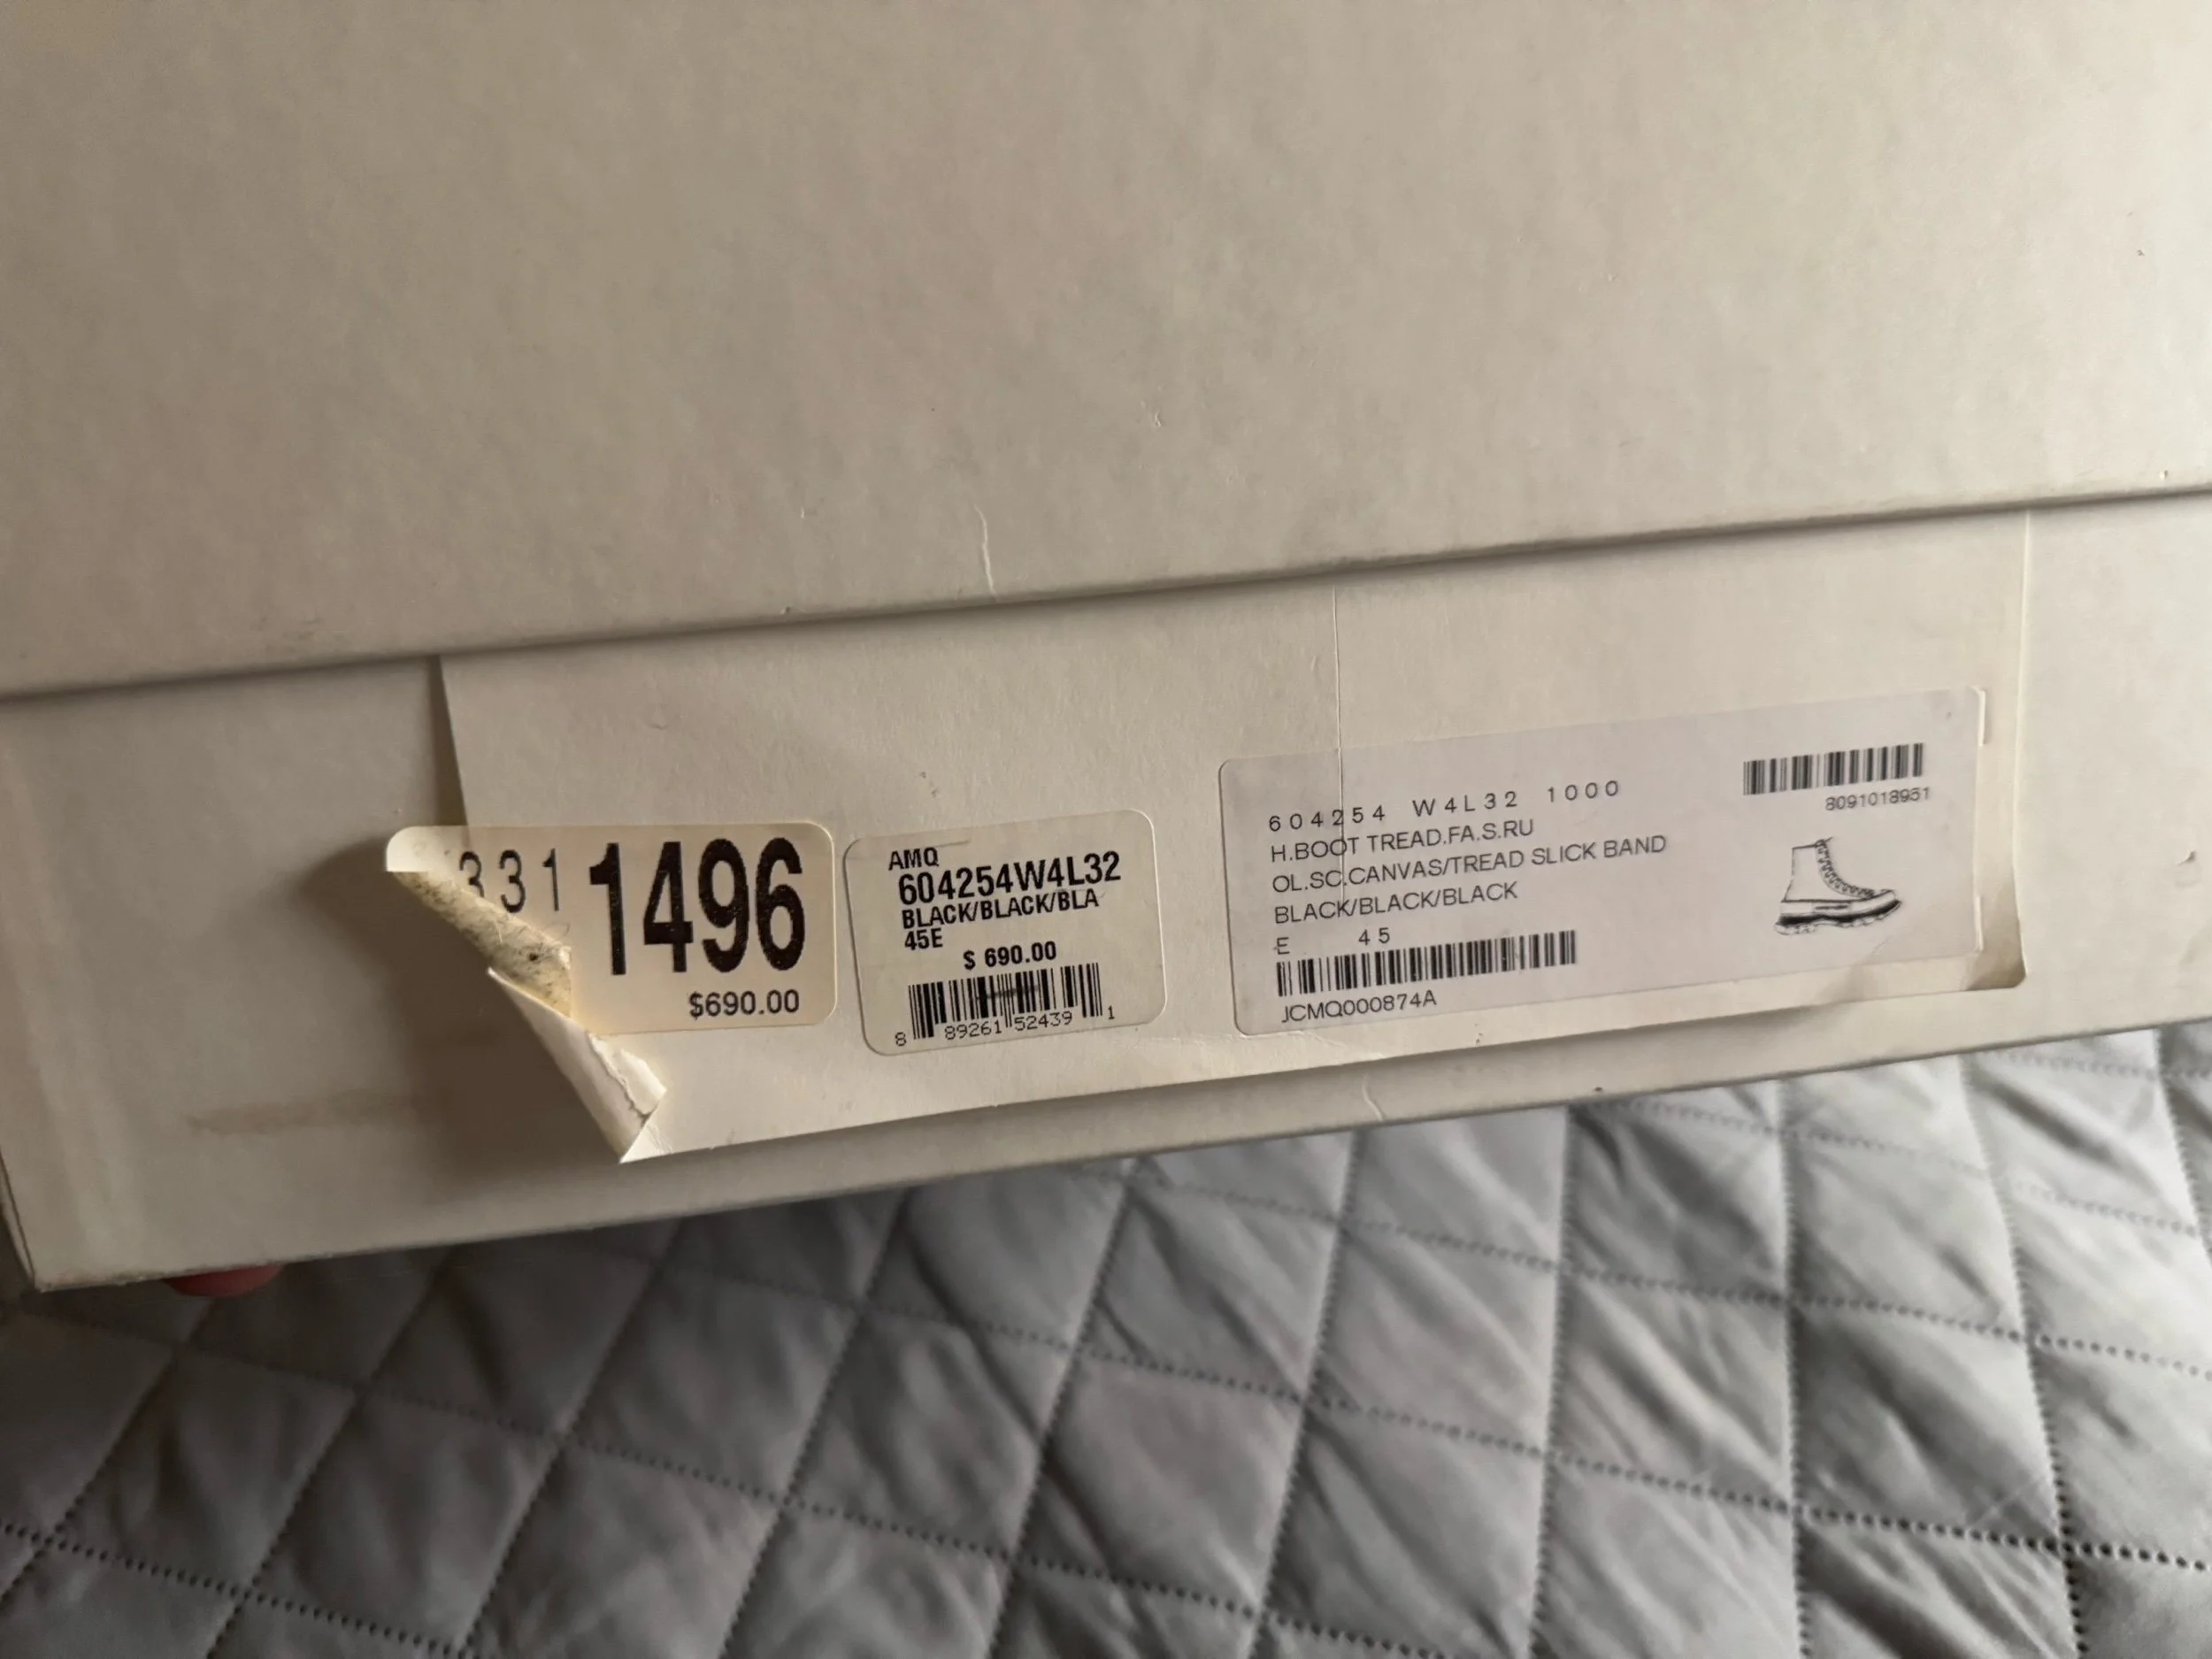 331 1496
$690.00
AMQ
604254W4L32
BLACK/BLACK/BLA
45E
$ 690.00
8 89261 52439 1
604254 W4L32 1000
H.BOOT TREAD.FA.S.RU
OL.SC.CANVAS/TREAD SLICK BAND
BLACK/BLACK/BLACK
E 45
JCMQ000874A
8091018951